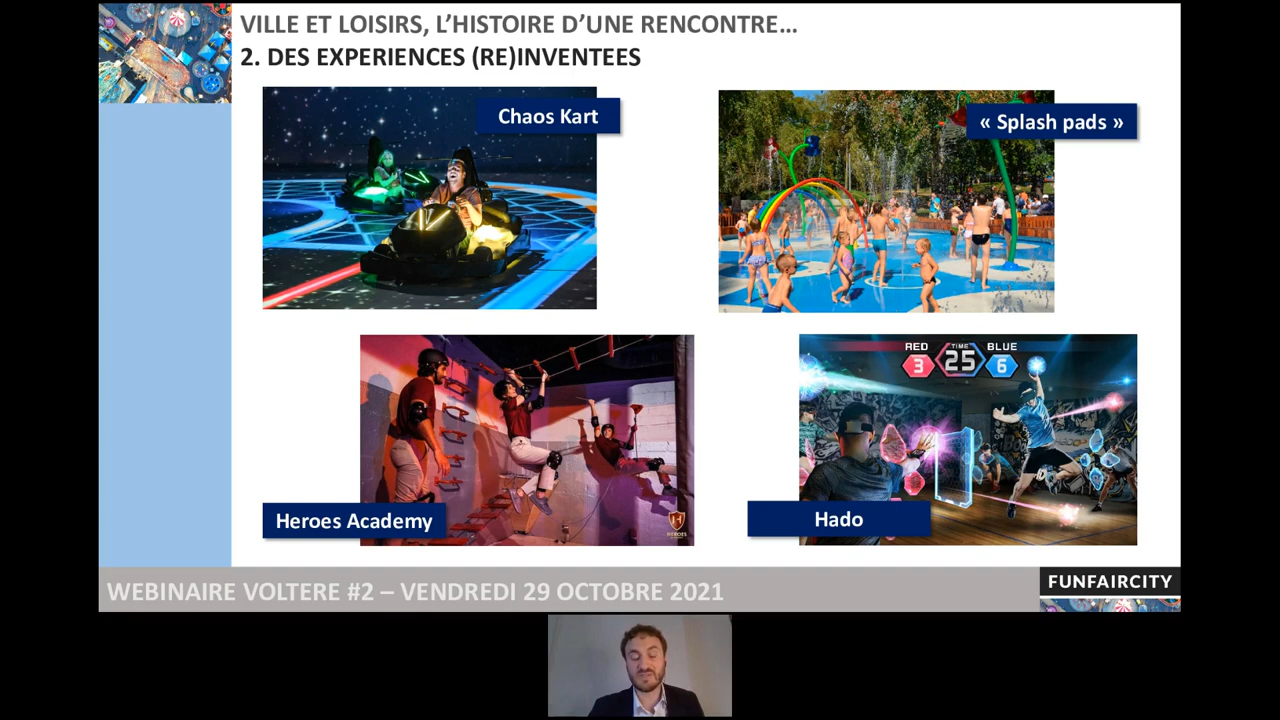 VILLE ET LOISIRS, L'HISTOIRE D'UNE RENCONTRE...
2. DES EXPERIENCES (RE)INVENTEES
Chaos Kart
« Splash pads »
RED
TIME
BLUE
3
25
6
Heroes Academy
HEROES
Hado
WEBINAIRE VOLTERE #2 – VENDREDI 29 OCTOBRE 2021
FUNFAIRCITY